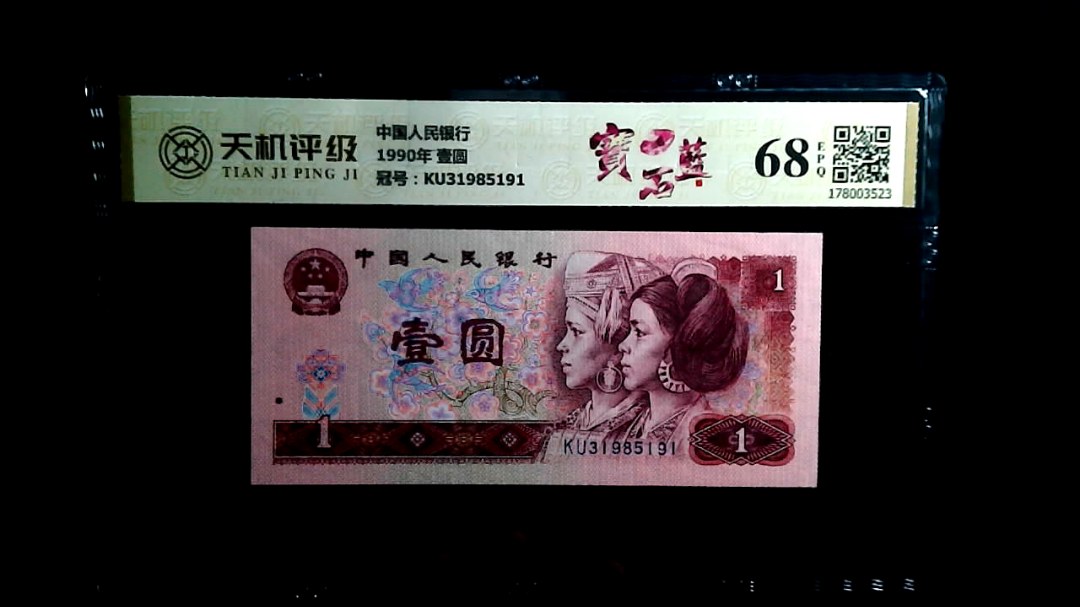 天机评级
TIAN JI PING JI
中国人民银行
1990年 壹圆
冠号：KU31985191
寶石藍
68
EPQ
178003523
中国人民银行
1
壹圆
1
KU31985191
1